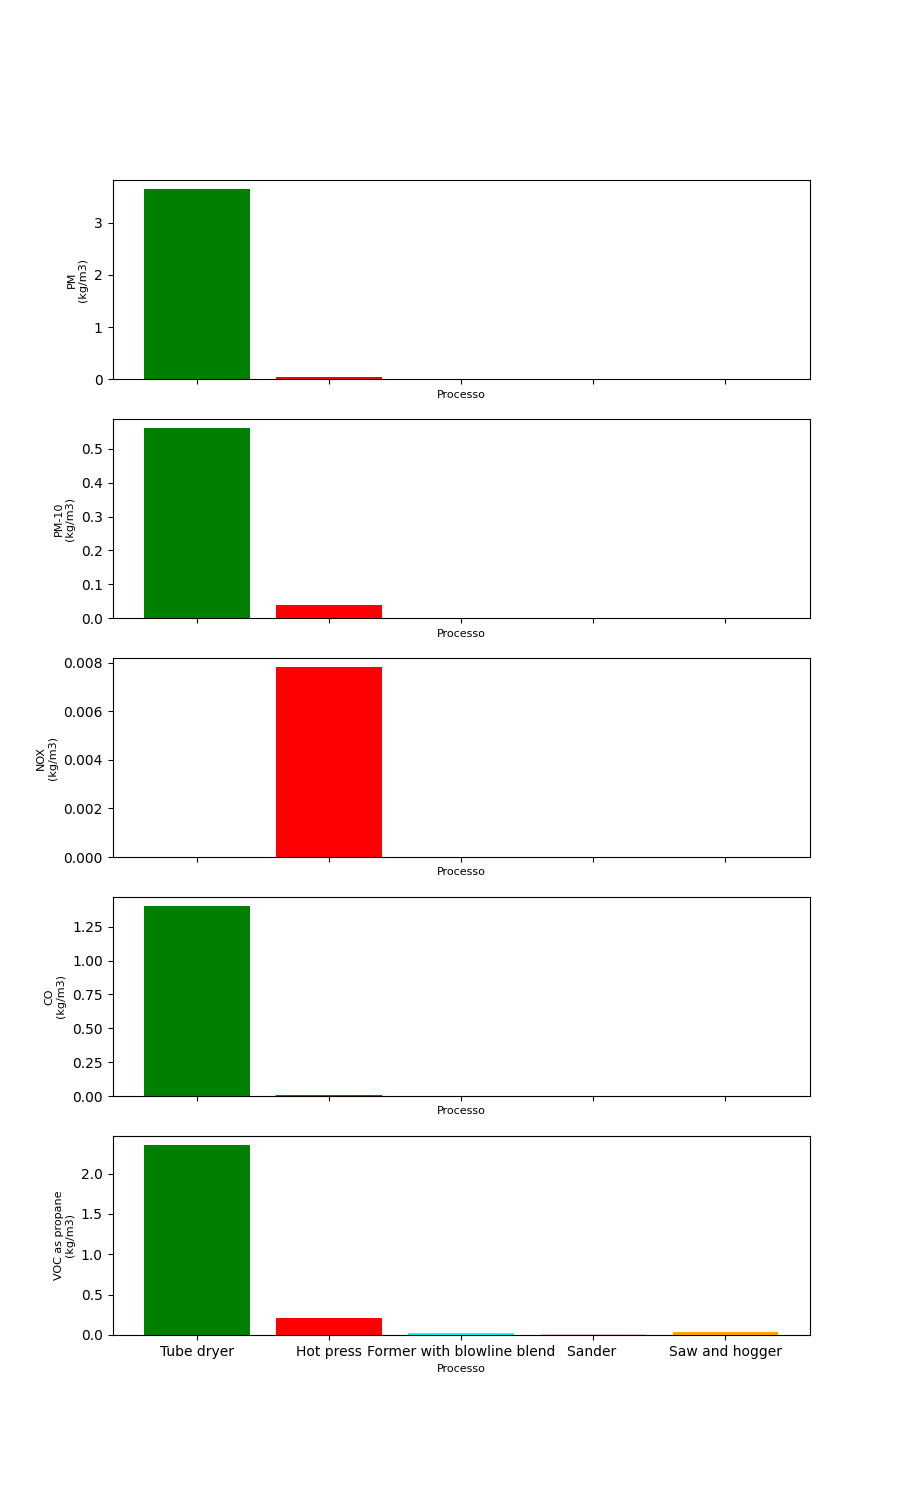 PM
(kg/m3)
3
2
1
0
Processo
PM-10
(kg/m3)
0.5
0.4
0.3
0.2
0.1
0.0
Processo
NOX
(kg/m3)
0.008
0.006
0.004
0.002
0.000
Processo
CO
(kg/m3)
1.25
1.00
0.75
0.50
0.25
0.00
Processo
VOC as propane
(kg/m3)
2.0
1.5
1.0
0.5
0.0
Tube dryer Hot press Former with blowline blend Sander Saw and hogger
Processo